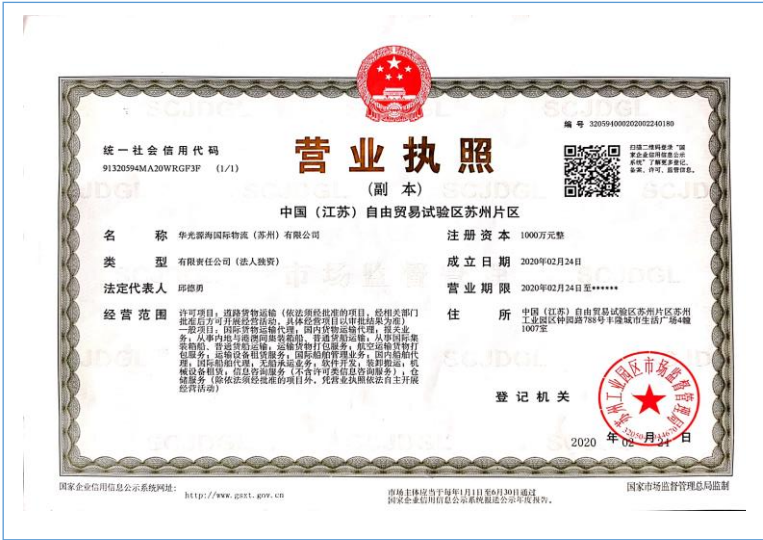 编 号 320594000202002240180
统一社会信用代码
91320594MA20WRGF3F (1/1)
营业执照
(副 本)
扫描二维码登录“国
家企业信用信息公示
系统”了解更多登记、
备案、许可、监管信息。
中国（江苏）自由贸易试验区苏州片区
名 称 华光源海国际物流（苏州）有限公司
类 型 有限责任公司（法人独资）
法定代表人 邱德勇
经营范围 许可项目：道路货物运输（依法须经批准的项目，经相关部门
批准后方可开展经营活动，具体经营项目以审批结果为准）
一般项目：国际货物运输代理；国内货物运输代理；报关业
务；从事内地与港澳间集装箱船、普通货船运输；从事国际集
装箱船、普通货船运输；运输货物打包服务；航空运输货物打
包服务；运输设备租赁服务；国际船舶管理业务；国内船舶代
理；国际船舶代理；无船承运业务；软件开发；装卸搬运；机
械设备租赁；信息咨询服务（不含许可类信息咨询服务）；仓
储服务（除依法须经批准的项目外，凭营业执照依法自主开展
经营活动）
注册资本 1000万元整
成立日期 2020年02月24日
营业期限 2020年02月24日至******
住 所 中国（江苏）自由贸易试验区苏州片区苏州
工业园区钟园路788号丰隆城市生活广场4幢
1007室
登记机关
苏州工业园区市场监督管理局
2020 年 02 月 24 日
国家企业信用信息公示系统网址：
http://www.gsxt.gov.cn
市场主体应当于每年1月1日至6月30日通过
国家企业信用信息公示系统报送公示年度报告。
国家市场监督管理总局监制